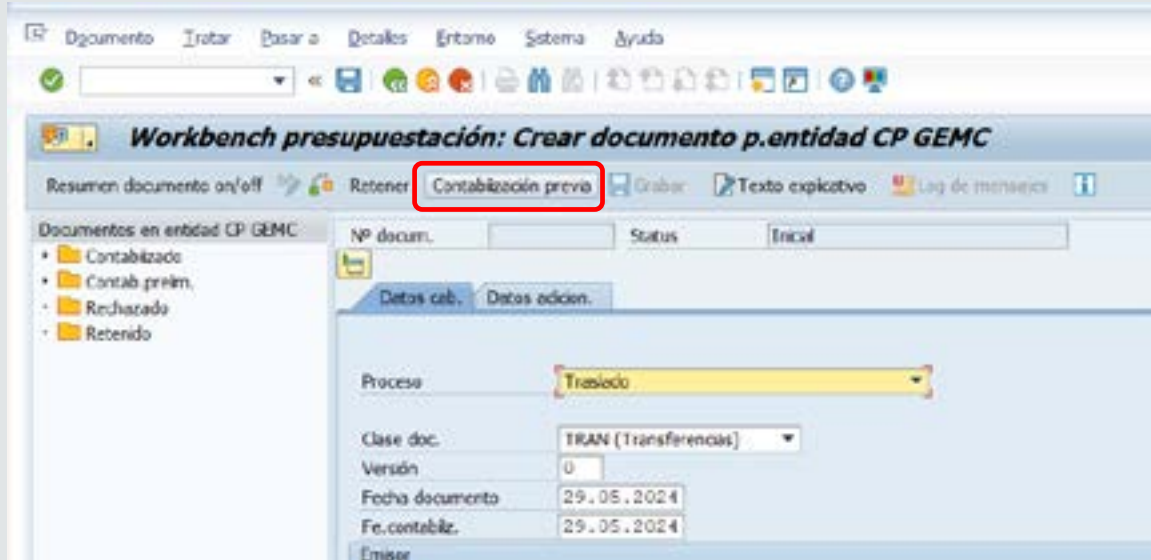 Documento Tratar Pasar a Detalles Entorno Sistema Ayuda
Workbench presupuestación: Crear documento p.entidad CP GEMC
Resumen documento on/off Retener Contabilización previa Grabar Texto explicativo Log de mensajes
Documentos en entidad CP GEMC
Contabilizado
Contab.prelim.
Rechazado
Retenido
Nº docum. Status Inicial
Datos cab. Datos adicion.
Proceso Traslado
Clase doc. TRAN (Transferencias)
Versión 0
Fecha documento 29.05.2024
Fe.contabiliz. 29.05.2024
Emisor